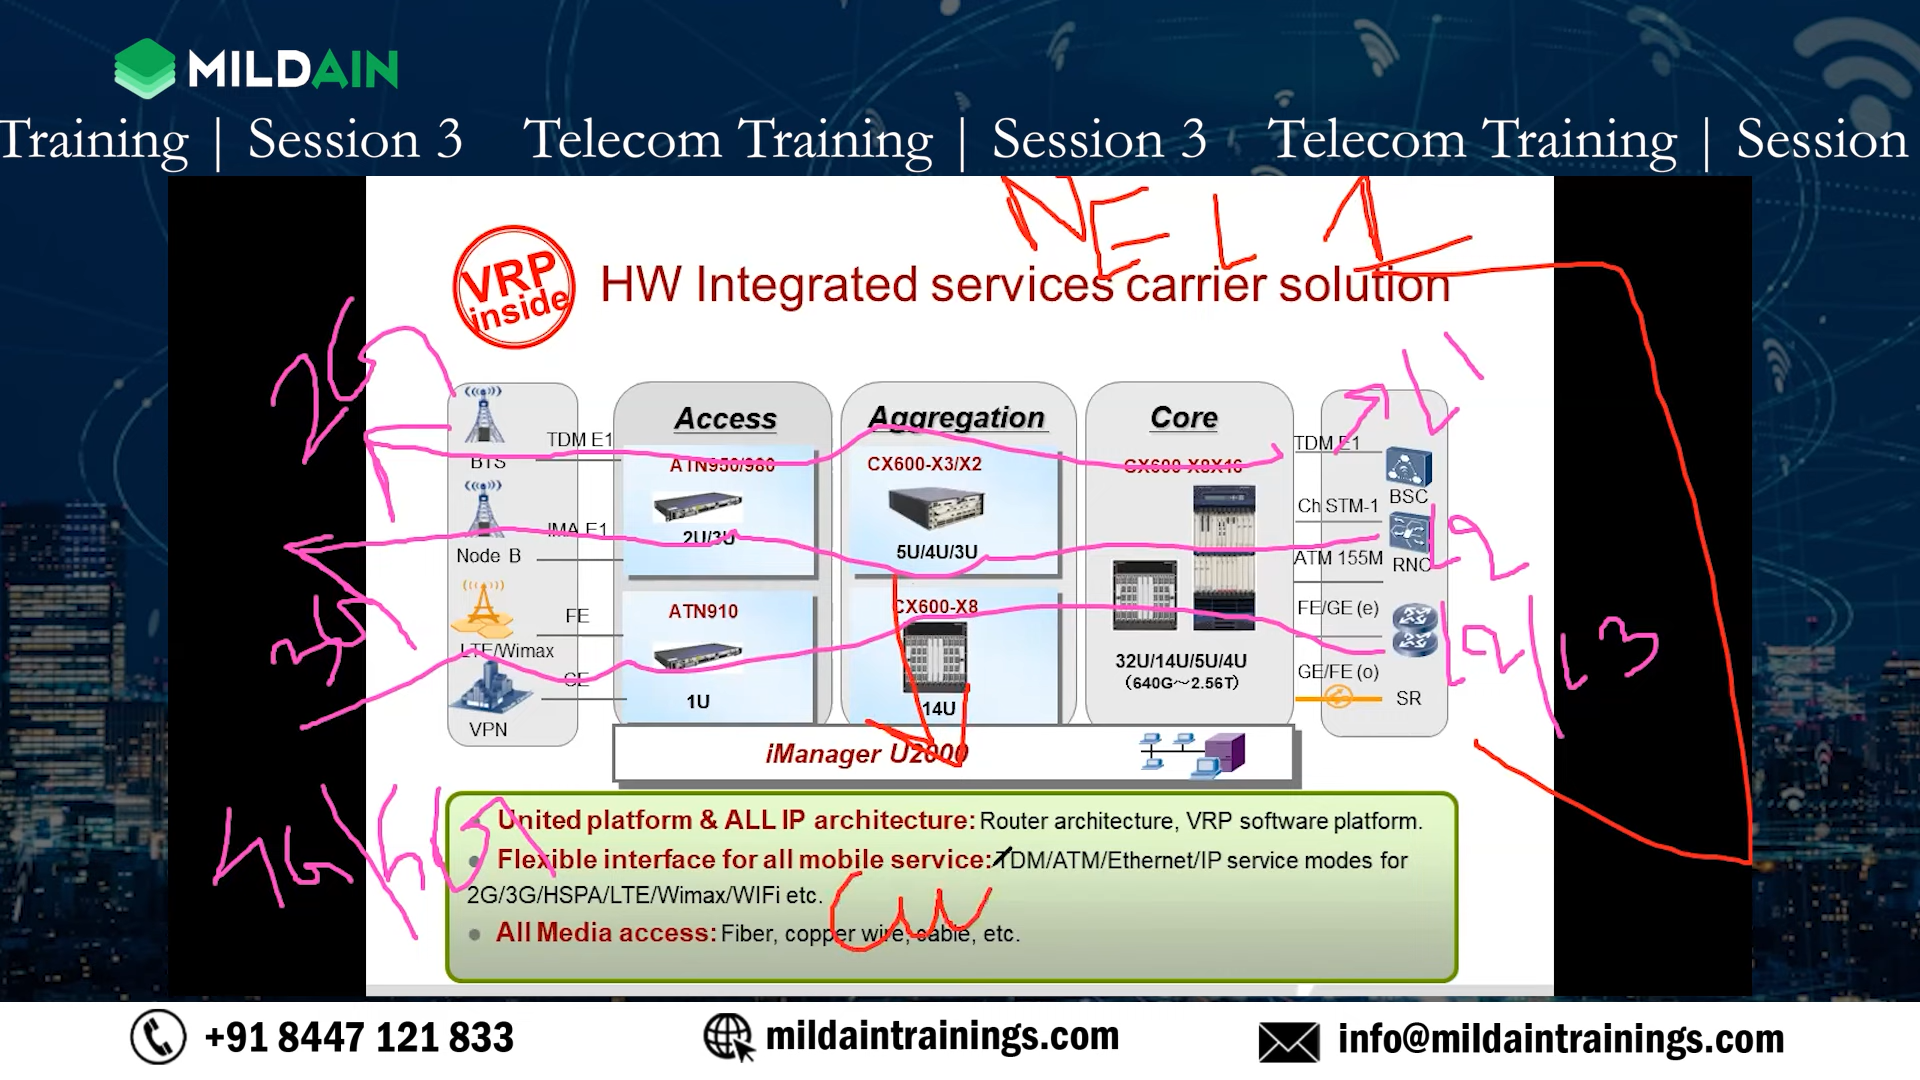 MILDAIN
Training | Session 3 Telecom Training | Session 3 Telecom Training | Session
NEL 1
VRP inside
HW Integrated services carrier solution
2G
L1
Access
Aggregation
Core
TDM E1
BTS
ATN950/980
CX600-X3/X2
CX600-X8X16
TDM E1
BSC
IMA E1
2U/3U
Ch STM-1
Node B
5U/4U/3U
ATM 155M
RNC
L2
FE
ATN910
CX600-X8
FE/GE (e)
3G
LTE/Wimax
L2/L3
GE
32U/14U/5U/4U
GE/FE (o)
(640G~2.56T)
1U
14U
SR
VPN
iManager U2000
4G/5G
United platform & ALL IP architecture: Router architecture, VRP software platform.
Flexible interface for all mobile service: TDM/ATM/Ethernet/IP service modes for
2G/3G/HSPA/LTE/Wimax/WIFi etc.
All Media access: Fiber, copper wire, cable, etc.
+91 8447 121 833
mildaintrainings.com
info@mildaintrainings.com